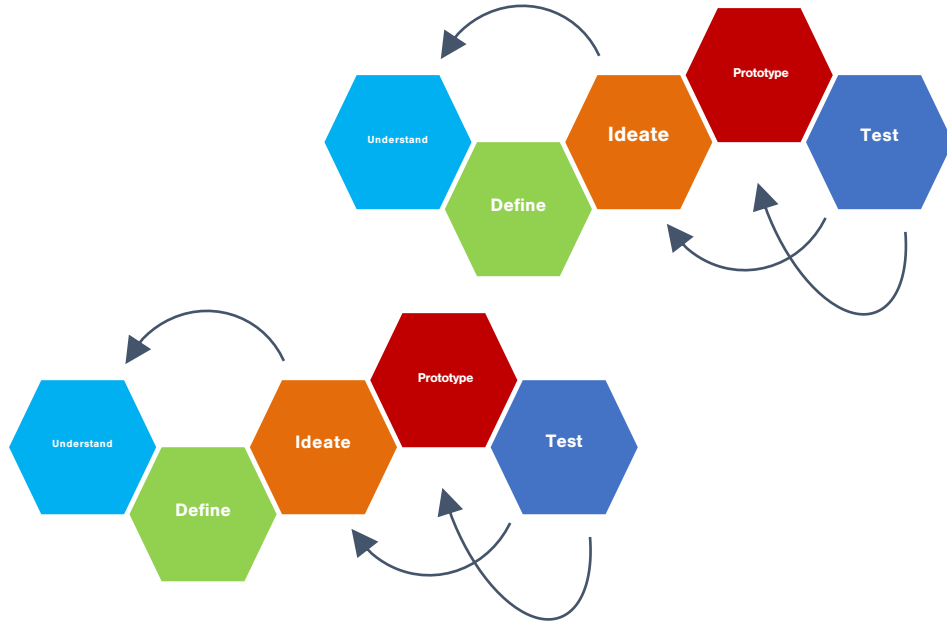 Understand
Define
Ideate
Prototype
Test
Understand
Define
Ideate
Prototype
Test